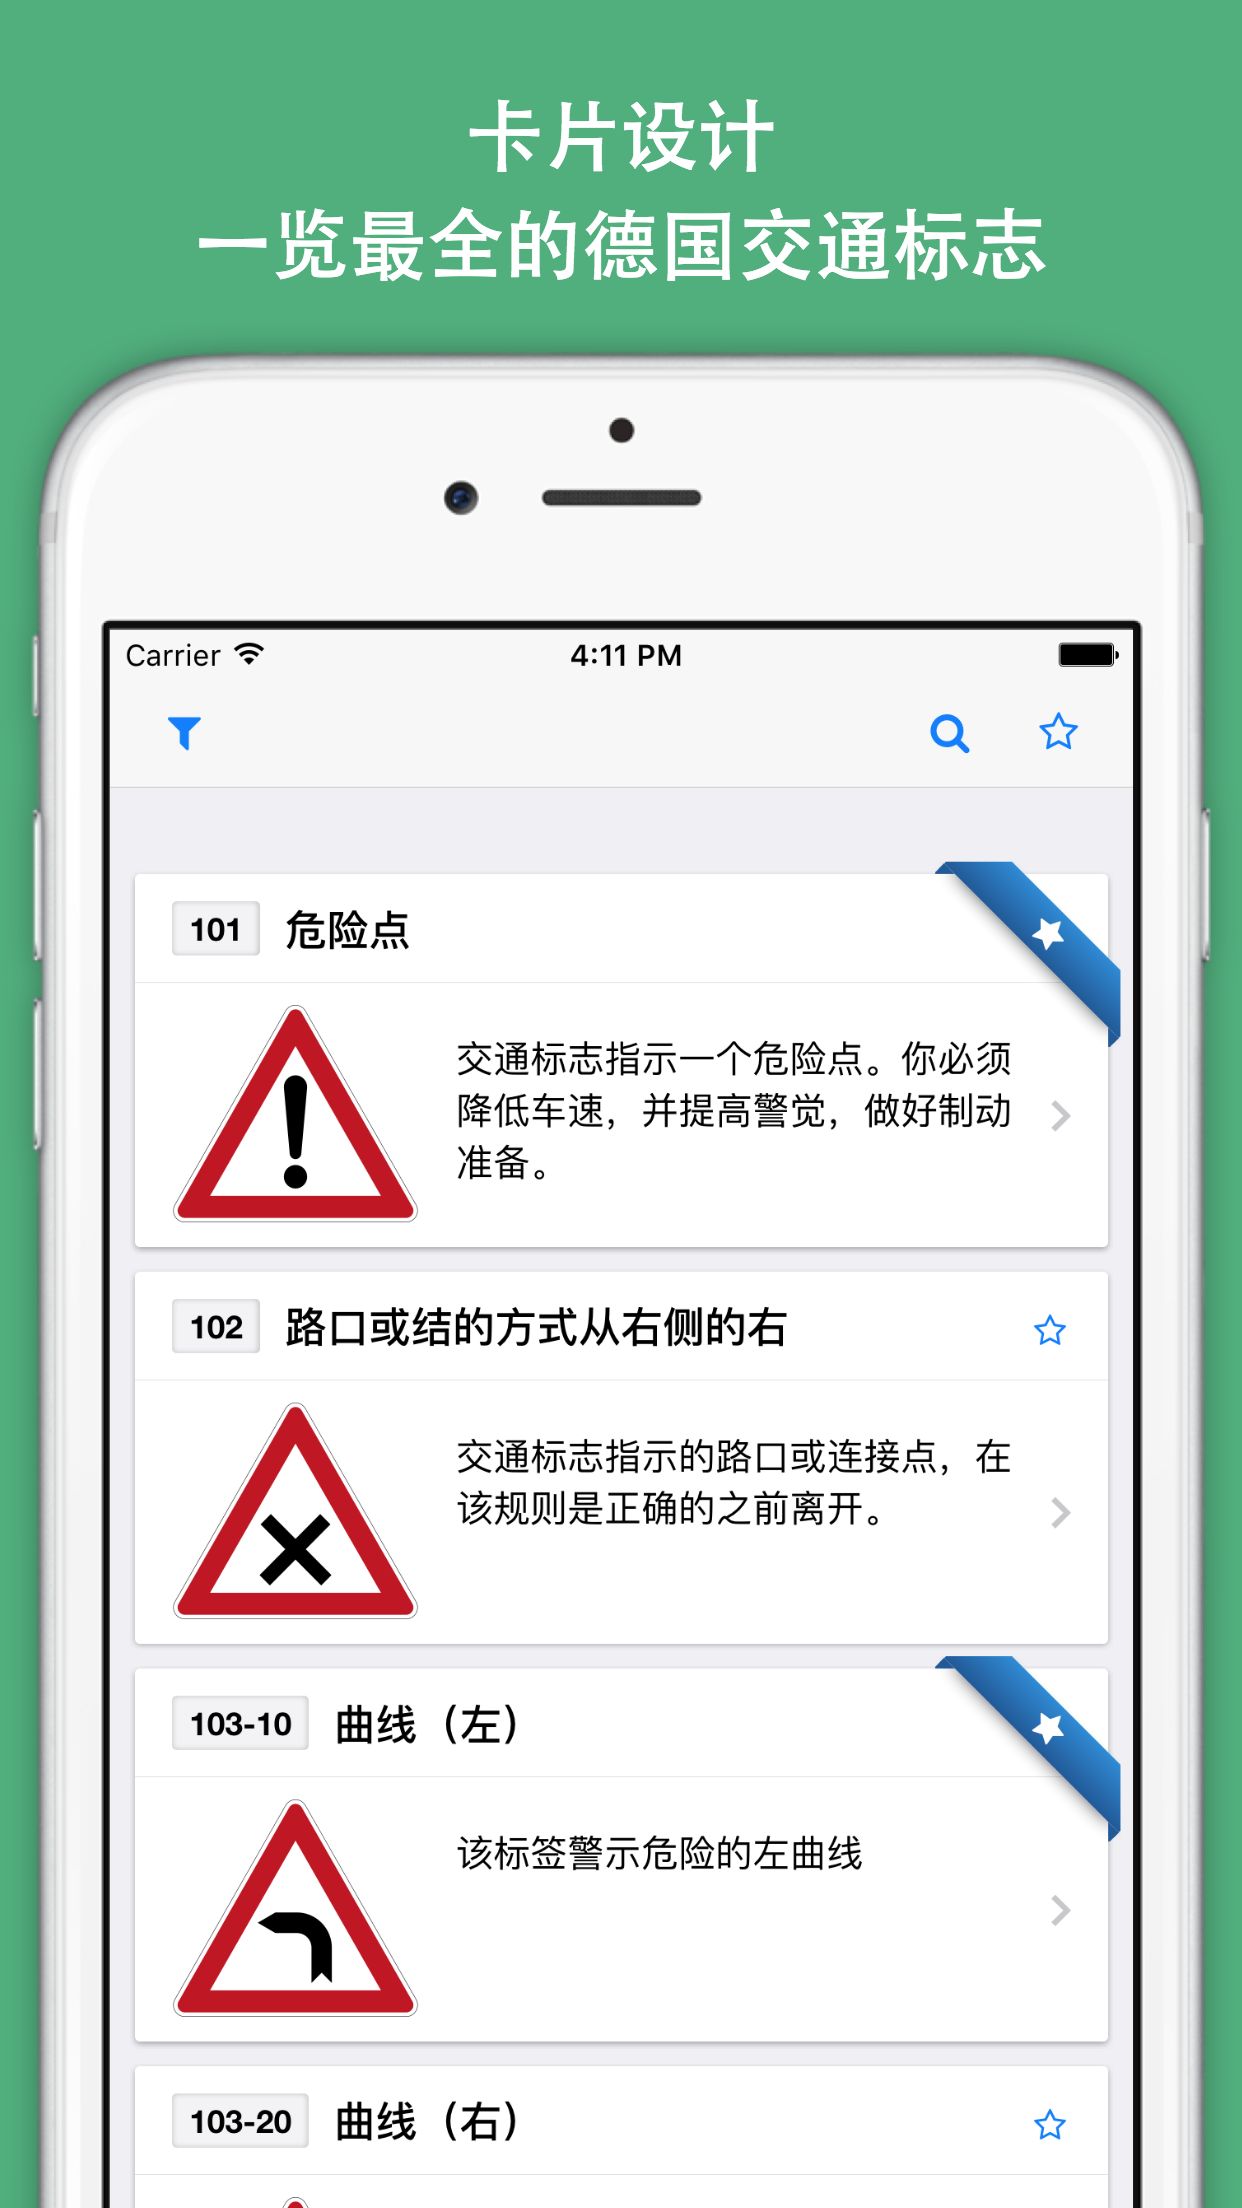 卡片设计
一览最全的德国交通标志
Carrier 4:11 PM
101 危险点
交通标志指示一个危险点。你必须
降低车速，并提高警觉，做好制动
准备。
102 路口或结的方式从右侧的右
交通标志指示的路口或连接点，在
该规则是正确的之前离开。
103-10 曲线（左）
该标签警示危险的左曲线
103-20 曲线（右）